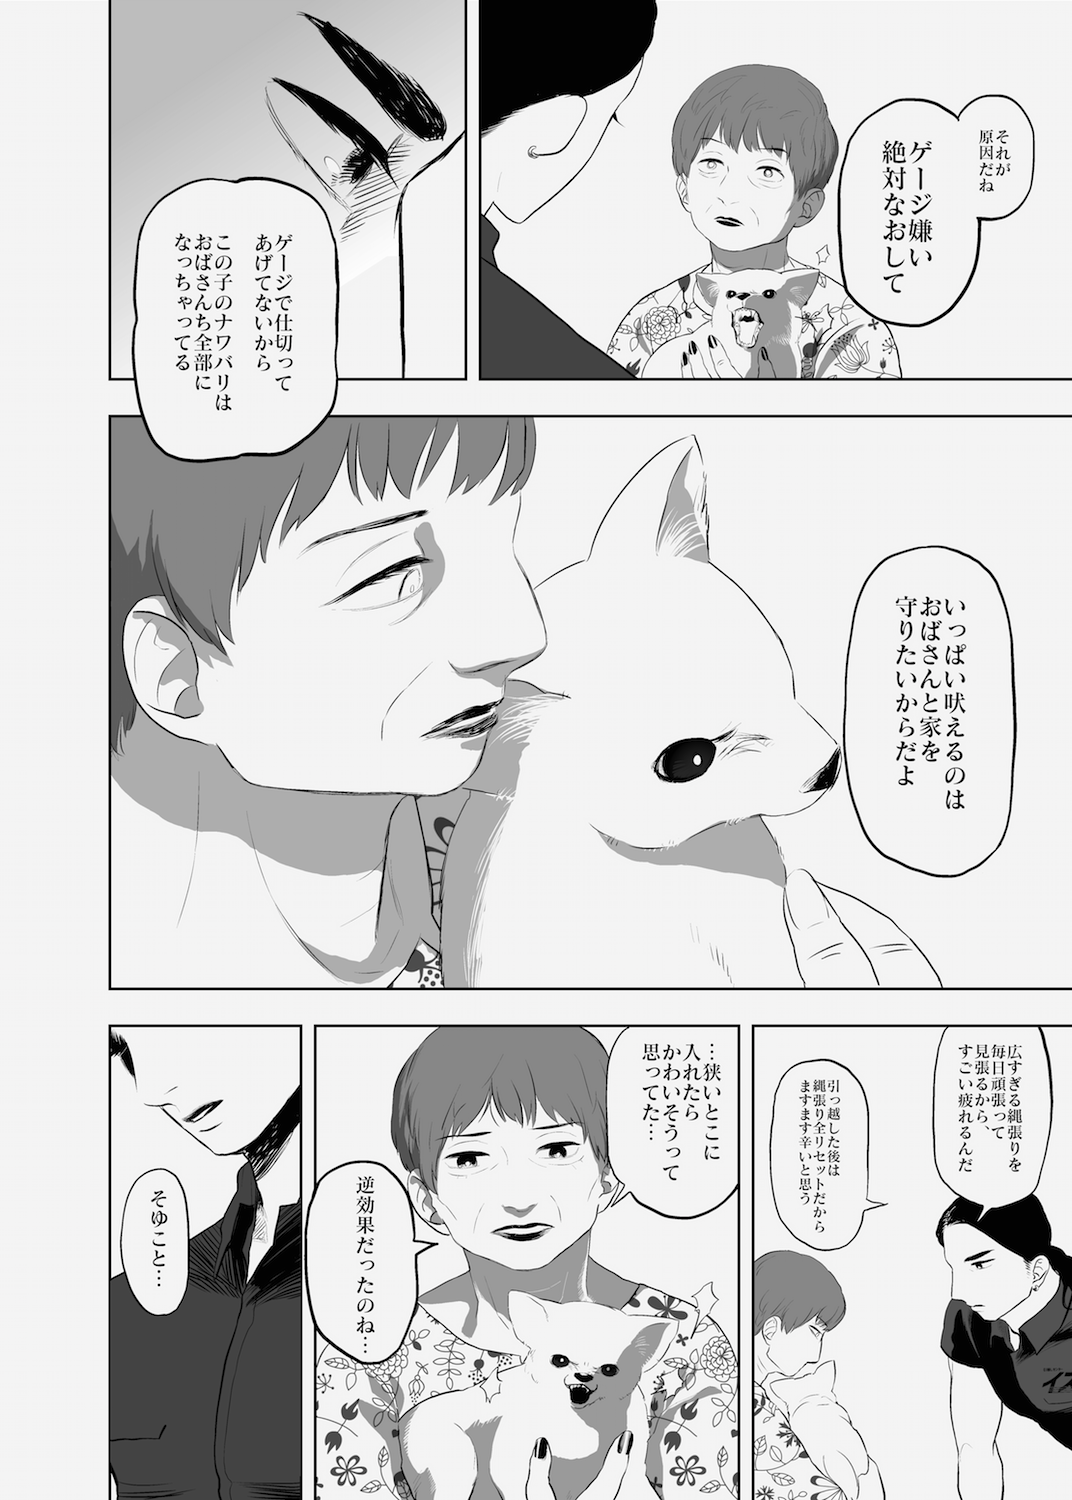 それが
原因だね
ゲージ嫌い
絶対なおして
ゲージで仕切って
あげてないから
この子のナワバリは
おばさんち全部に
なっちゃってる
いっぱい吠えるのは
おばさんと家を
守りたいからだよ
広すぎる縄張りを
毎日頑張って
見張るから、
すごい疲れるんだ
引っ越した後は
縄張り全リセットだから
ますます辛いと思う
…狭いとこに
入れたら
かわいそうって
思ってた…
逆効果だったのね…
そゆこと…